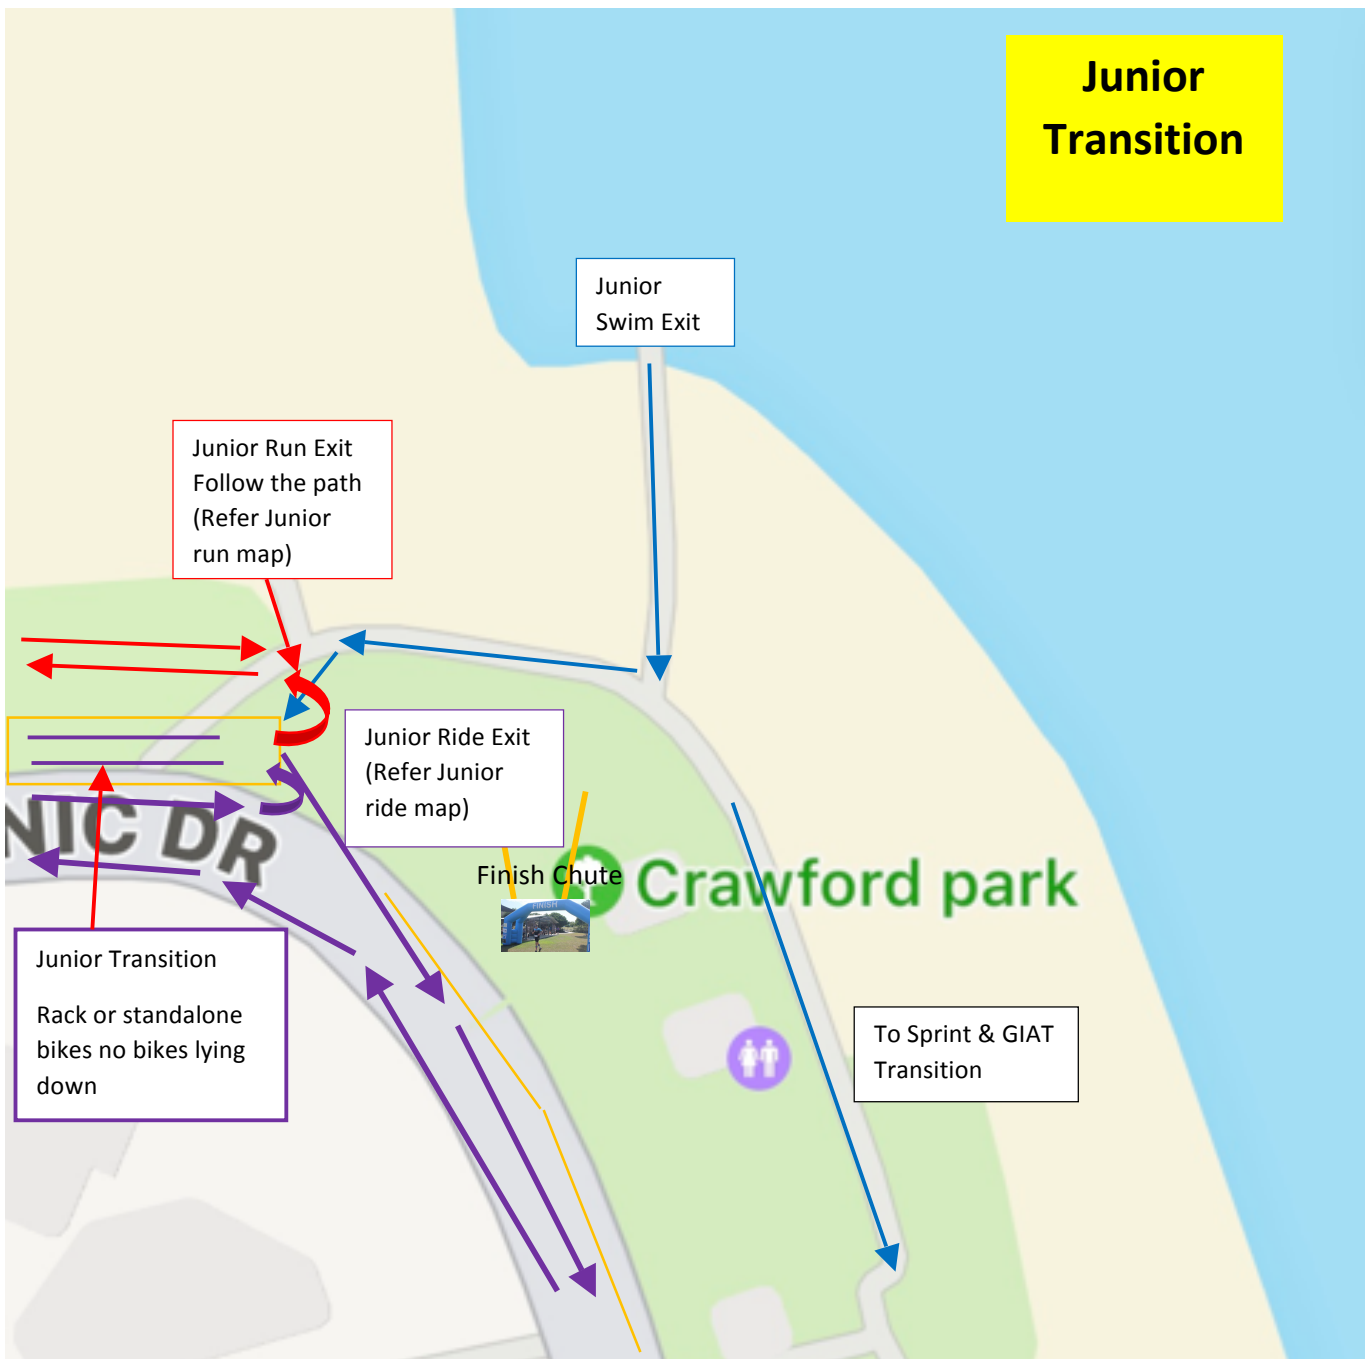 Junior
Transition
Junior
Swim Exit
Junior Run Exit
Follow the path
(Refer Junior
run map)
Junior Ride Exit
(Refer Junior
ride map)
NIC DR
Finish Chute
Crawford park
FINISH
Junior Transition
Rack or standalone
bikes no bikes lying
down
To Sprint & GIAT
Transition